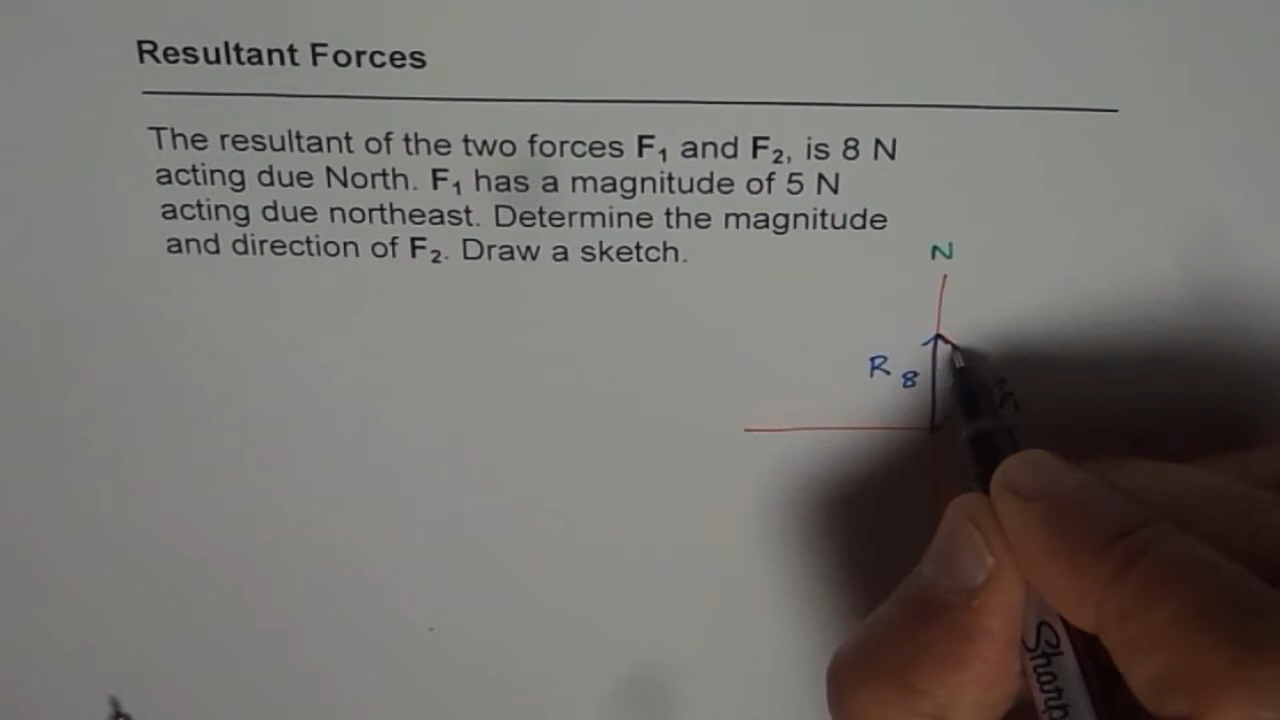 Resultant Forces
The resultant of the two forces F₁ and F₂, is 8 N
acting due North. F₁ has a magnitude of 5 N
acting due northeast. Determine the magnitude
and direction of F₂. Draw a sketch.
N
R 8
Sharp